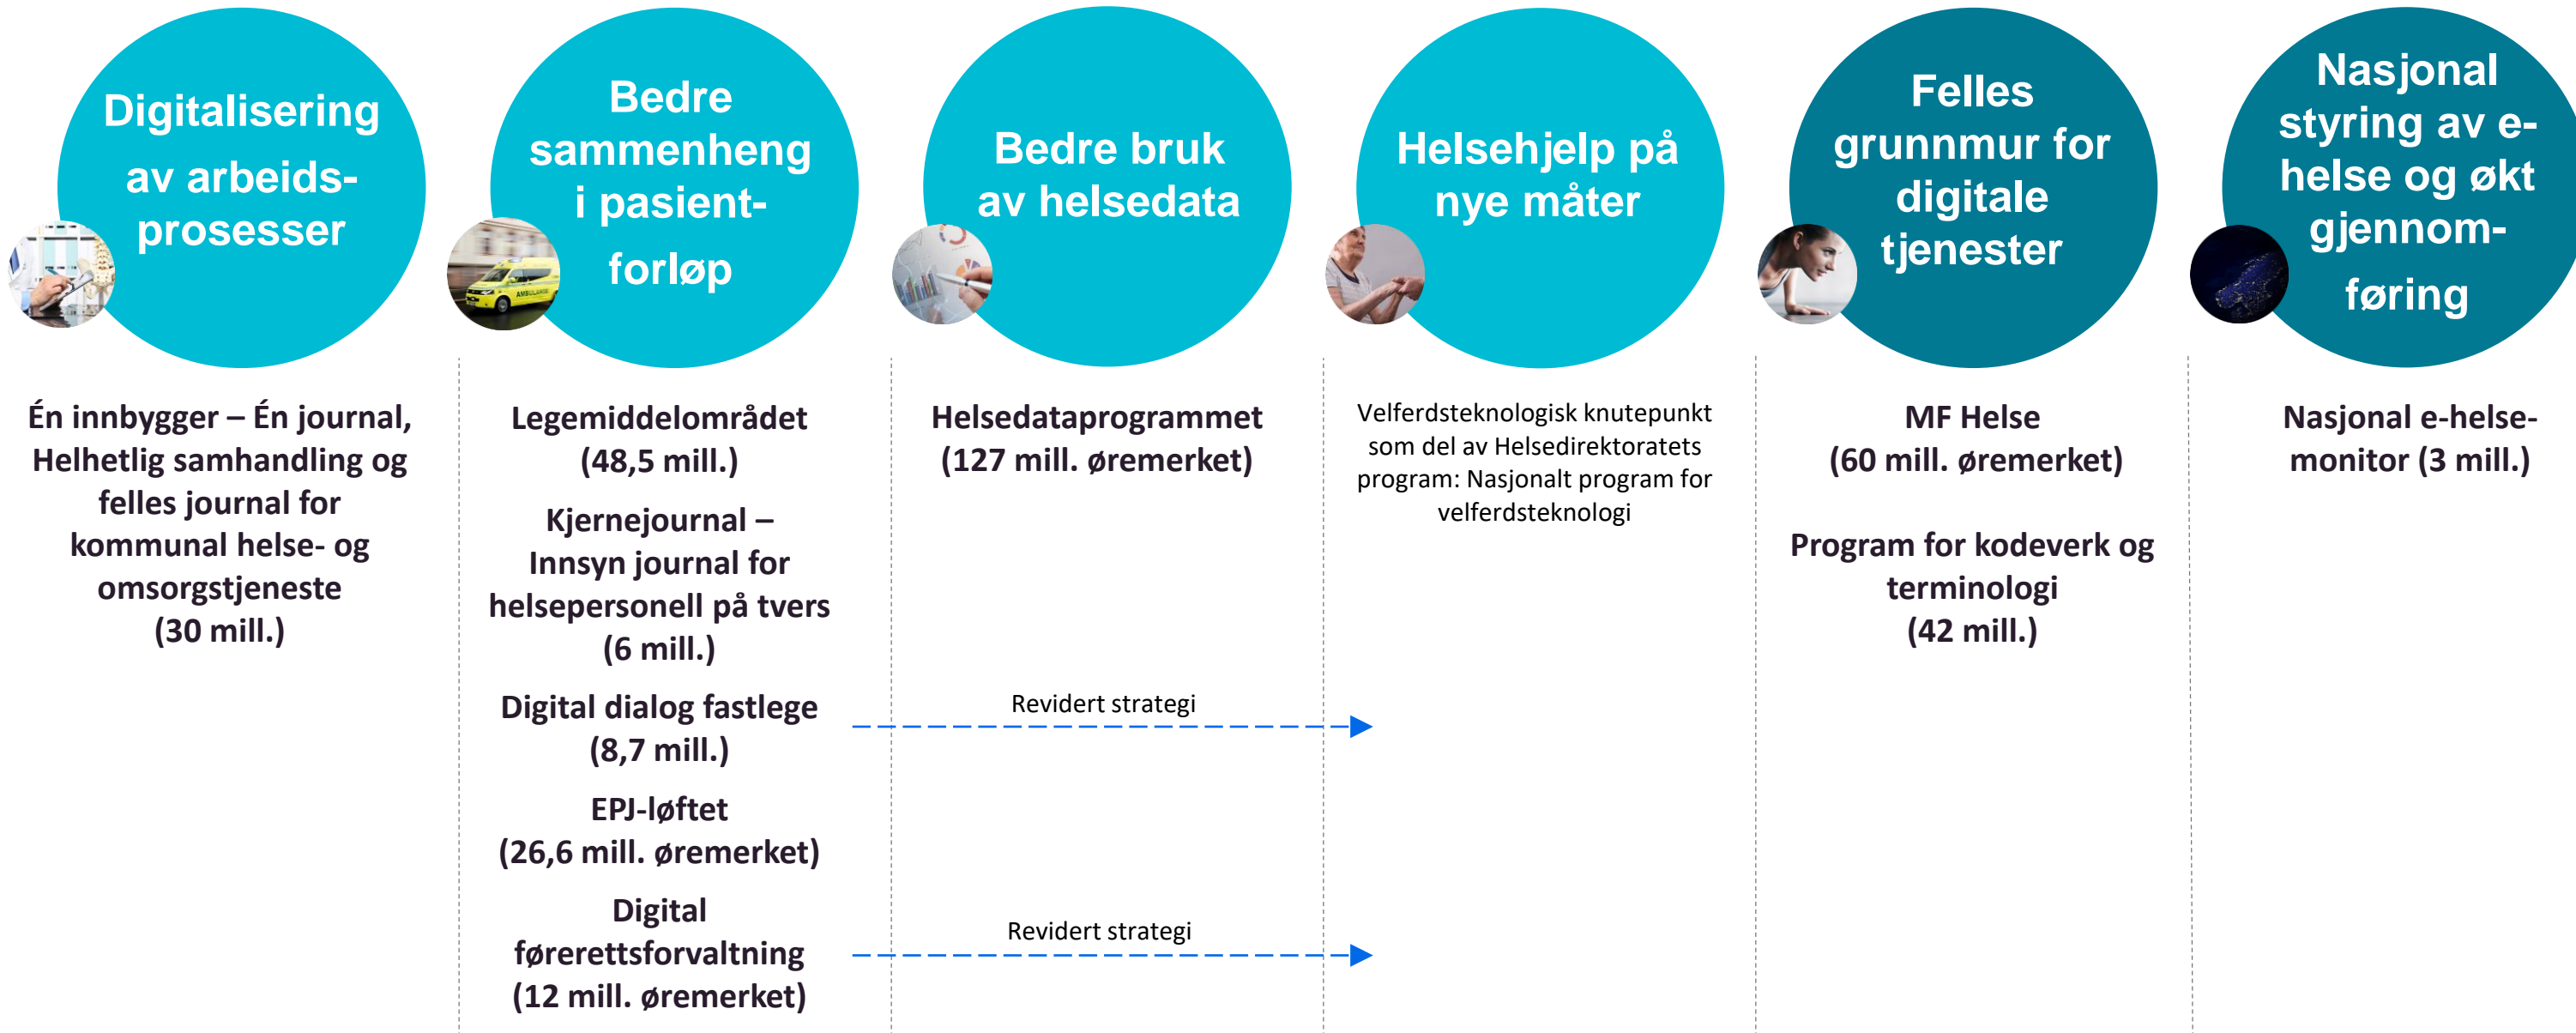 Digitalisering
av arbeids-
prosesser
Bedre
sammenheng
i pasient-
forløp
Bedre bruk
av helsedata
Helsehjelp på
nye måter
Felles
grunnmur for
digitale
tjenester
Nasjonal
styring av e-
helse og økt
gjennom-
føring
AMBULANSE
Én innbygger – Én journal,
Helhetlig samhandling og
felles journal for
kommunal helse- og
omsorgstjeneste
(30 mill.)
Legemiddelområdet
(48,5 mill.)
Kjernejournal –
Innsyn journal for
helsepersonell på tvers
(6 mill.)
Digital dialog fastlege
(8,7 mill.)
EPJ-løftet
(26,6 mill. øremerket)
Digital
førerettsforvaltning
(12 mill. øremerket)
Helsedataprogrammet
(127 mill. øremerket)
Revidert strategi
Revidert strategi
Velferdsteknologisk knutepunkt
som del av Helsedirektoratets
program: Nasjonalt program for
velferdsteknologi
MF Helse
(60 mill. øremerket)
Program for kodeverk og
terminologi
(42 mill.)
Nasjonal e-helse-
monitor (3 mill.)